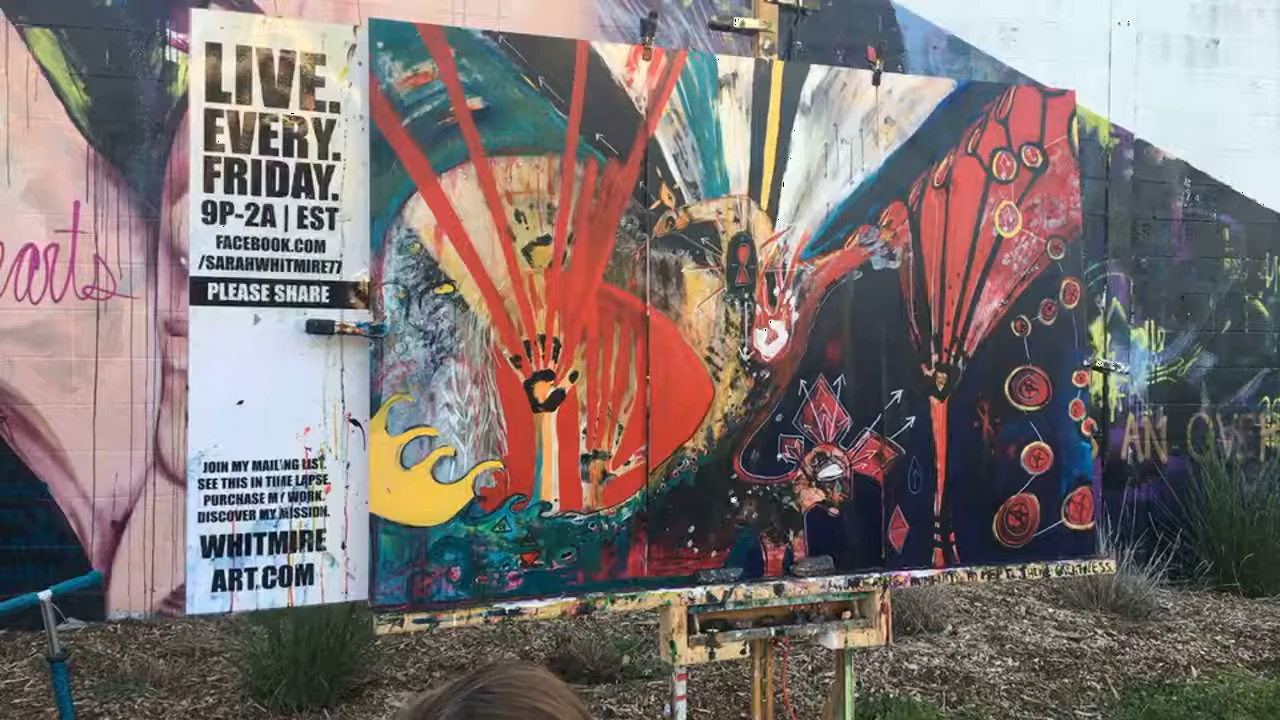 LIVE.
EVERY.
FRIDAY.
9P-2A | EST
FACEBOOK.COM
/SARAHWHITMIRE77
PLEASE SHARE
JOIN MY MAILING LIST.
SEE THIS IN TIME LAPSE.
PURCHASE MY WORK.
DISCOVER MY MISSION.
WHITMIRE
ART.COM